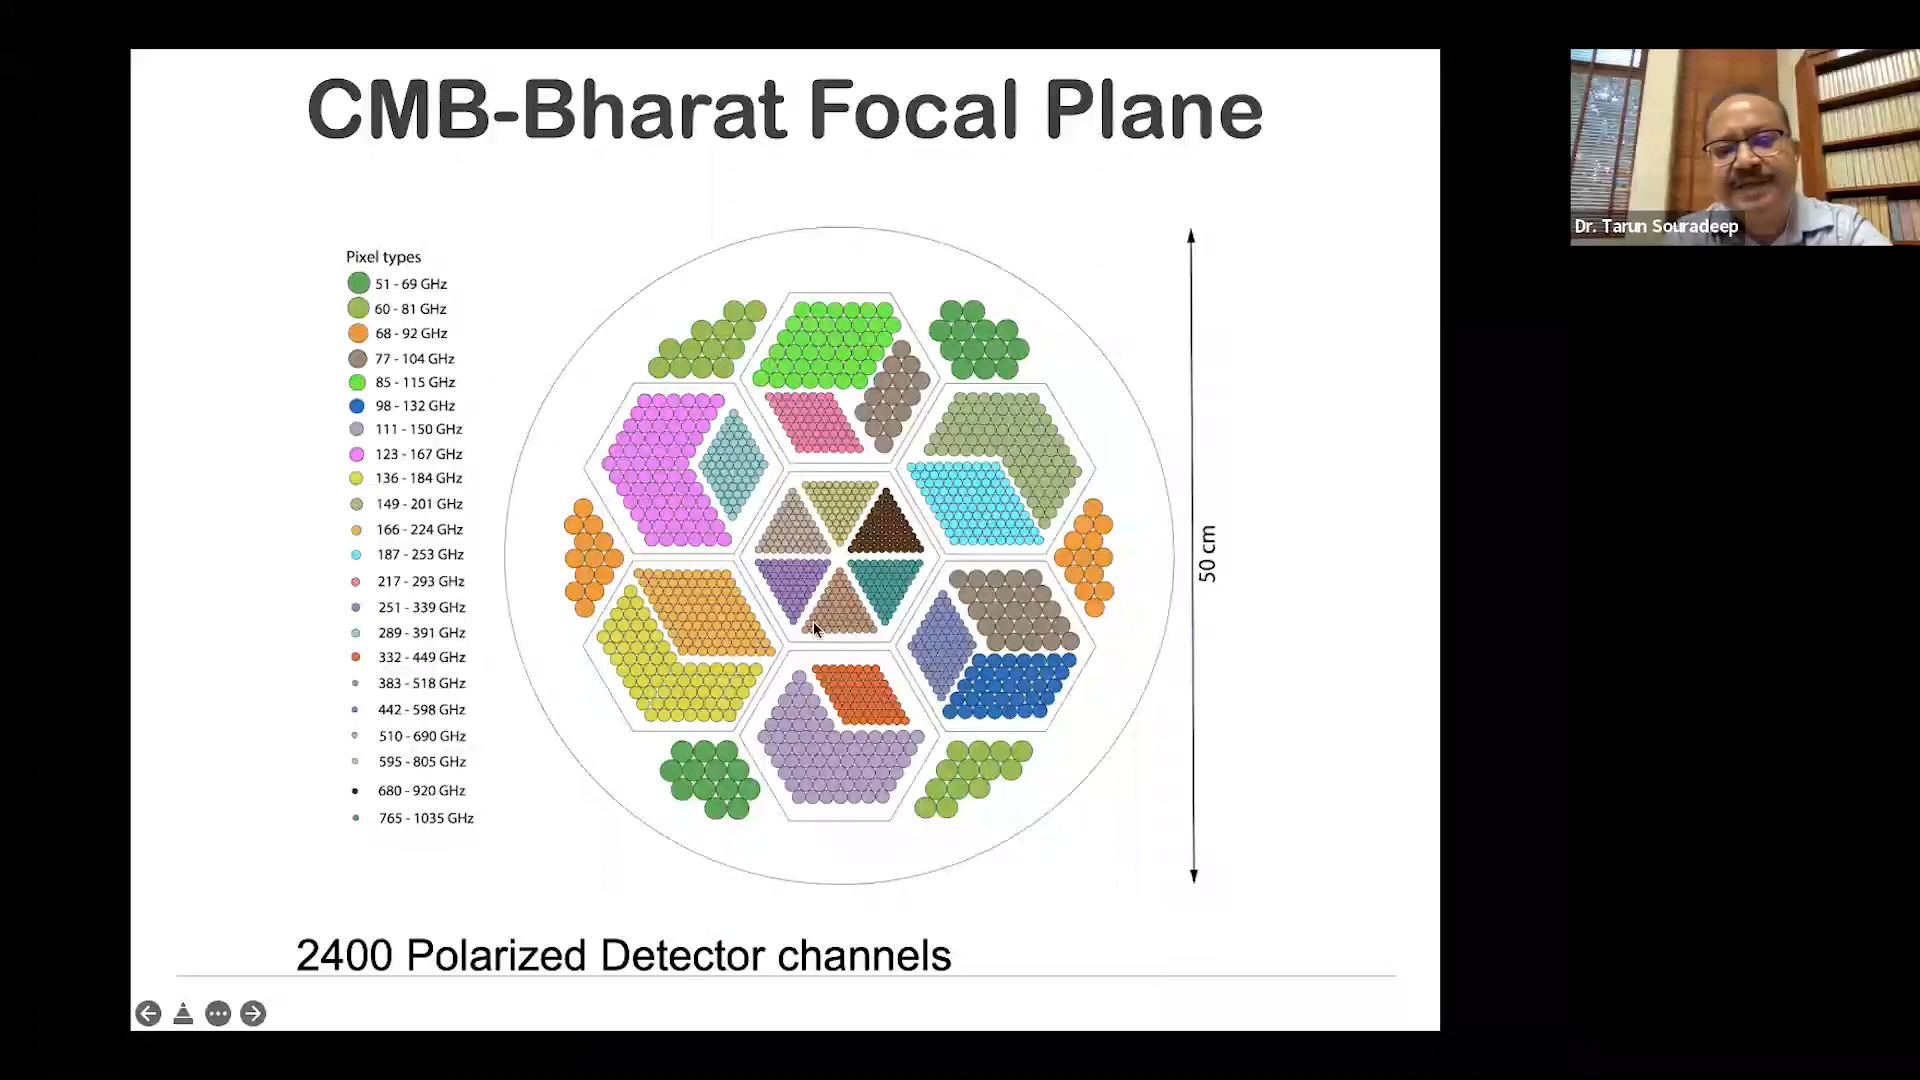 CMB-Bharat Focal Plane
Dr. Tarun Souradeep
Pixel types
51 - 69 GHz
60 - 81 GHz
68 - 92 GHz
77 - 104 GHz
85 - 115 GHz
98 - 132 GHz
111 - 150 GHz
123 - 167 GHz
136 - 184 GHz
149 - 201 GHz
166 - 224 GHz
187 - 253 GHz
217 - 293 GHz
251 - 339 GHz
289 - 391 GHz
332 - 449 GHz
383 - 518 GHz
442 - 598 GHz
510 - 690 GHz
595 - 805 GHz
680 - 920 GHz
765 - 1035 GHz
50 cm
2400 Polarized Detector channels